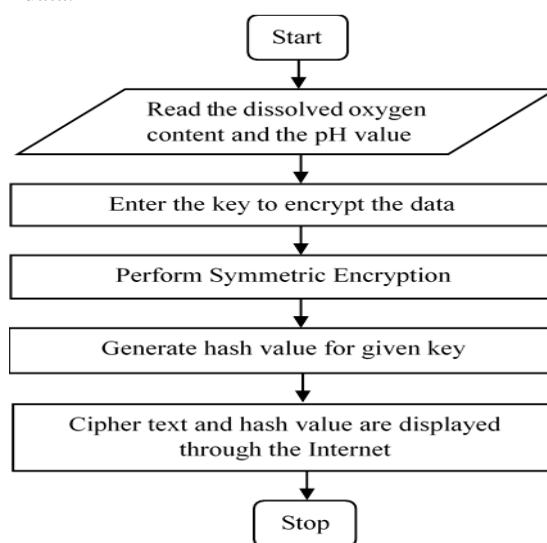 Start
Read the dissolved oxygen
content and the pH value
Enter the key to encrypt the data
Perform Symmetric Encryption
Generate hash value for given key
Cipher text and hash value are displayed
through the Internet
Stop